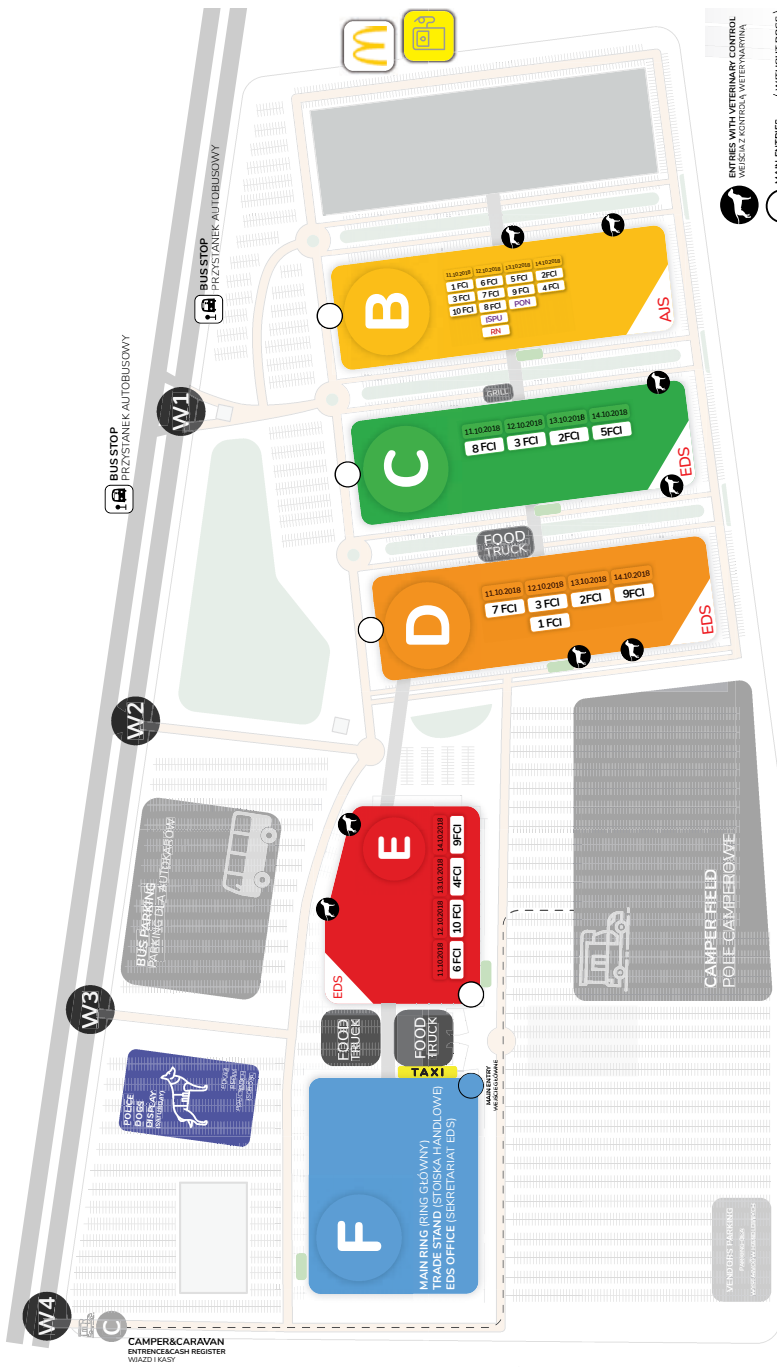 ENTRIES WITH VETERINARY CONTROL
WEJŚCIA Z KONTROLĄ WETERYNARYJNĄ
BUS STOP
PRZYSTANEK AUTOBUSOWY
BUS STOP
PRZYSTANEK AUTOBUSOWY
W1
W2
W3
W4
B
11.10.2018 12.10.2018 13.10.2018 14.10.2018
1 FCI 6 FCI 5 FCI 2FCI
3 FCI 7 FCI 9 FCI 4 FCI
10 FCI 8 FCI PON
ISPU
RN
AJS
GRILL
C
11.10.2018 12.10.2018 13.10.2018 14.10.2018
8 FCI 3 FCI 2FCI 5FCI
EDS
FOOD
TRUCK
D
11.10.2018 12.10.2018 13.10.2018 14.10.2018
7 FCI 3 FCI 2FCI 9FCI
1 FCI
EDS
BUS PARKING
PARKING DLA AUTOKARÓW
E
11.10.2018 12.10.2018 13.10.2018 14.10.2018
6 FCI 10 FCI 4FCI 9FCI
EDS
CAMPER FIELD
POLE CAMPEROWE
FOOD
TRUCK
FOOD
TRUCK
TAXI
MAIN ENTRY
WEJŚCIE GŁÓWNE
POLICE
DOGS
DISPLAY
(SATURDAY)
F
MAIN RING (RING GŁÓWNY)
TRADE STAND (STOISKA HANDLOWE)
EDS OFFICE (SEKRETARIAT EDS)
VENDORS PARKING
C
CAMPER&CARAVAN
ENTRENCE&CASH REGISTER
WJAZD I KASY